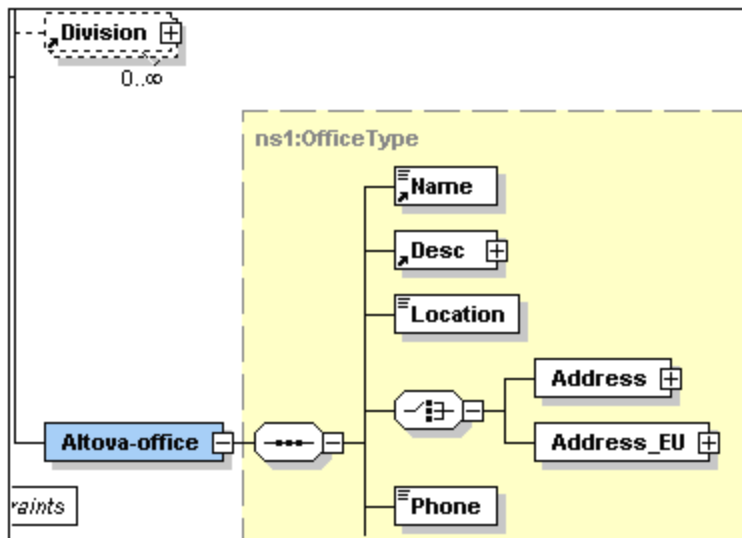 Division
0..∞
ns1:OfficeType
Name
Desc
Location
Address
Altova-office
Address_EU
Phone
raints